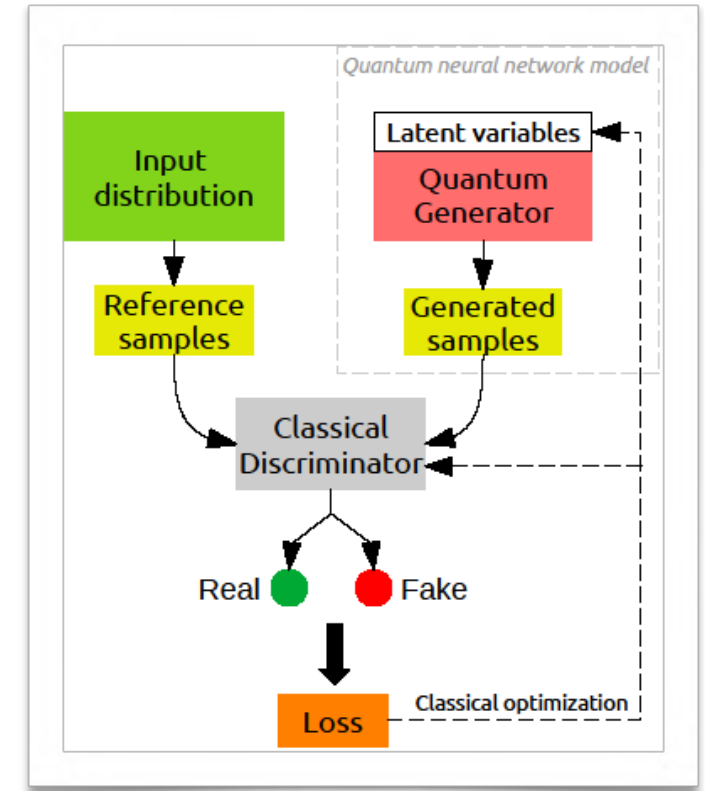 Quantum neural network model
Input
distribution
Latent variables
Quantum
Generator
Reference
samples
Generated
samples
Classical
Discriminator
Real
Fake
Classical optimization
Loss